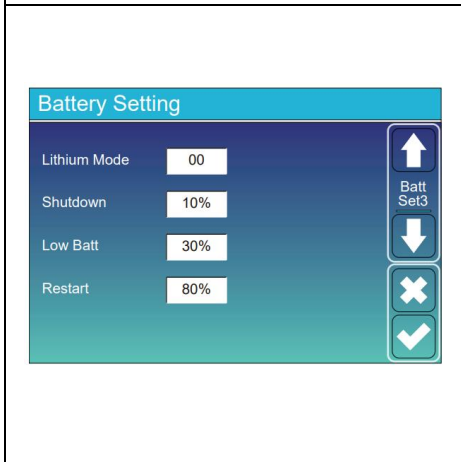 Battery Setting
Lithium Mode 00
Shutdown 10%
Low Batt 30%
Restart 80%
Batt
Set3